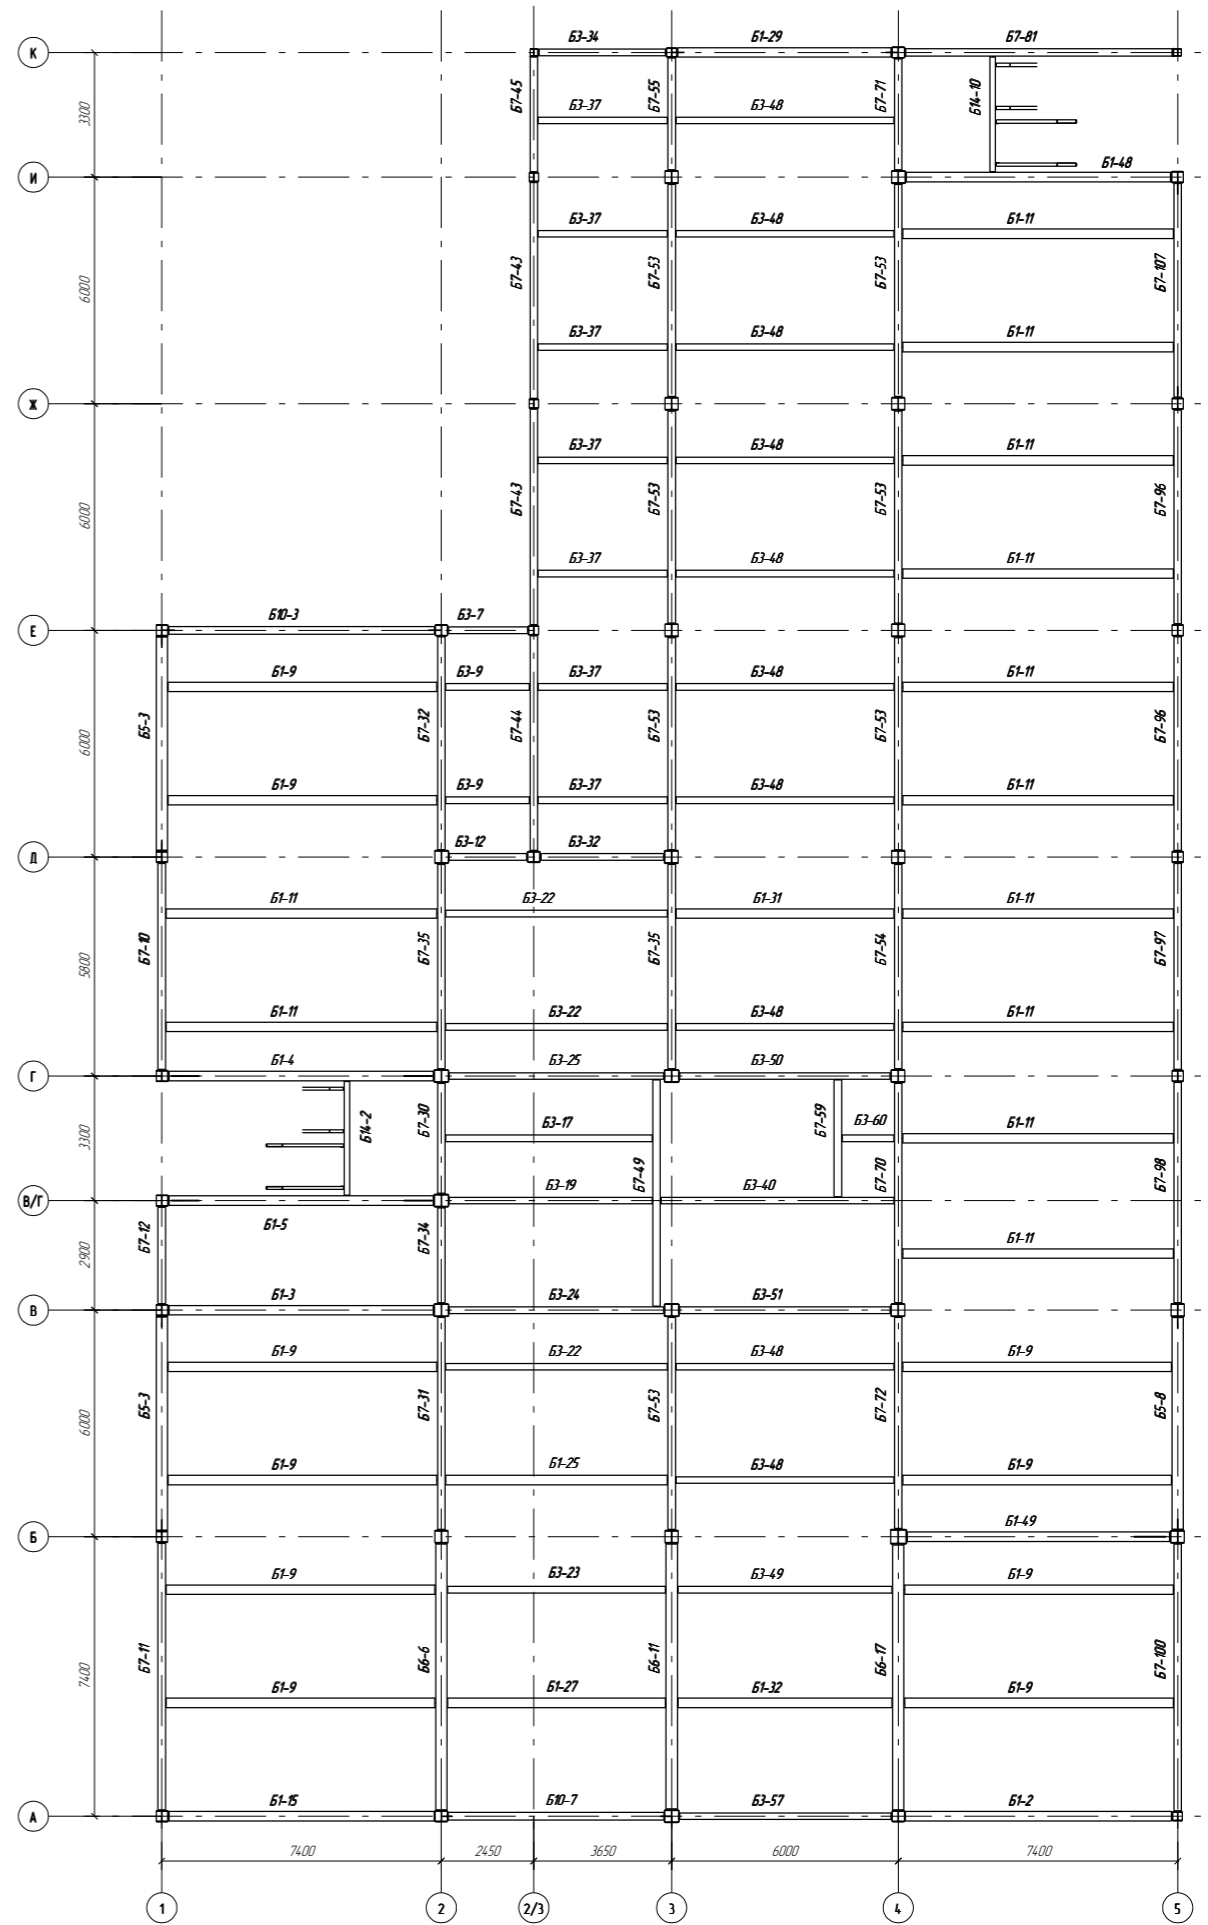 К Б3-34 Б1-29 Б7-81
3300 Б7-45 Б3-37 Б7-55 Б3-48 Б7-71 Б14-10
И Б1-48
Б3-37 Б3-48 Б1-11
6000 Б7-43 Б7-53 Б7-53 Б7-107
Б3-37 Б3-48 Б1-11
Ж
Б3-37 Б3-48 Б1-11
6000 Б7-43 Б7-53 Б7-53 Б7-96
Б3-37 Б3-48 Б1-11
Е Б10-3 Б3-7
Б1-9 Б3-9 Б3-37 Б3-48 Б1-11
6000 Б5-3 Б7-32 Б7-44 Б7-53 Б7-53 Б7-96
Б1-9 Б3-9 Б3-37 Б3-48 Б1-11
Д Б3-12 Б3-32
Б1-11 Б3-22 Б1-31 Б1-11
5800 Б7-10 Б7-35 Б7-35 Б7-54 Б7-97
Б1-11 Б3-22 Б3-48 Б1-11
Г Б1-4 Б3-25 Б3-50
3300 Б14-2 Б7-30 Б3-17 Б7-59 Б3-60 Б1-11
Б7-49 Б7-70 Б7-98
В/Г Б3-19 Б3-40
Б1-5
2900 Б7-12 Б7-34 Б1-11
В Б1-3 Б3-24 Б3-51
Б1-9 Б3-22 Б3-48 Б1-9
6000 Б5-3 Б7-31 Б7-53 Б7-72 Б5-8
Б1-9 Б1-25 Б3-48 Б1-9
Б Б1-49
Б1-9 Б3-23 Б3-49 Б1-9
7400 Б7-11 Б6-6 Б6-11 Б6-17 Б7-100
Б1-9 Б1-27 Б1-32 Б1-9
А Б1-15 Б10-7 Б3-57 Б1-2
7400 2450 3650 6000 7400
1 2 2/3 3 4 5